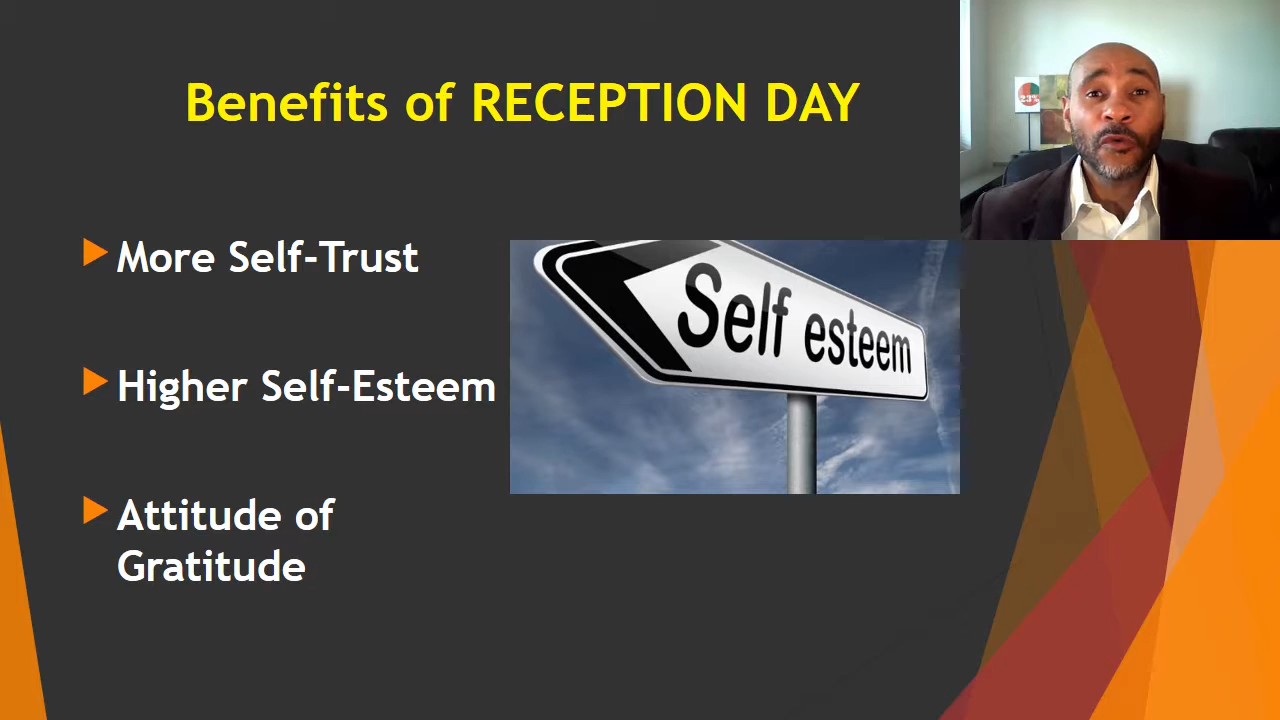 Benefits of RECEPTION DAY
More Self-Trust
Higher Self-Esteem
Attitude of
Gratitude
Self esteem